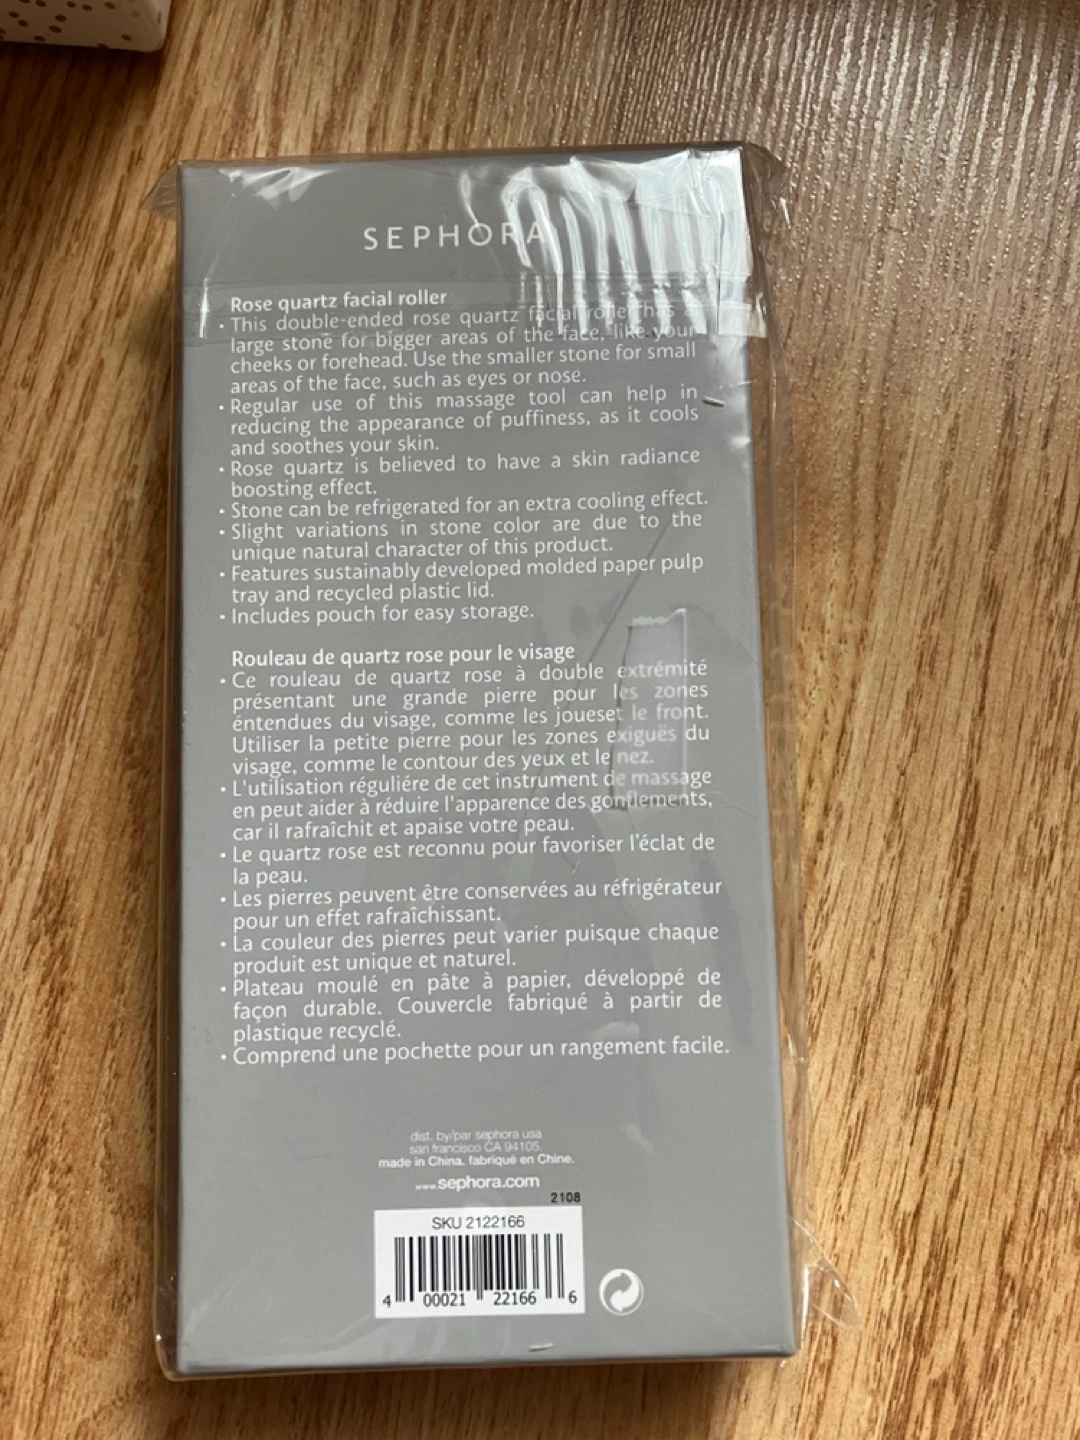 SEPHORA
Rose quartz facial roller
• This double-ended rose quartz facial roller has a
large stone for bigger areas of the face, like your
cheeks or forehead. Use the smaller stone for small
areas of the face, such as eyes or nose.
• Regular use of this massage tool can help in
reducing the appearance of puffiness, as it cools
and soothes your skin.
• Rose quartz is believed to have a skin radiance
boosting effect.
• Stone can be refrigerated for an extra cooling effect.
• Slight variations in stone color are due to the
unique natural character of this product.
• Features sustainably developed molded paper pulp
tray and recycled plastic lid.
• Includes pouch for easy storage.
Rouleau de quartz rose pour le visage
• Ce rouleau de quartz rose à double extrémité
présentant une grande pierre pour les zones
éntendues du visage, comme les joueset le front.
Utiliser la petite pierre pour les zones exiguës du
visage, comme le contour des yeux et le nez.
• L'utilisation réguliére de cet instrument de massage
en peut aider à réduire l'apparence des gonflements,
car il rafraîchit et apaise votre peau.
• Le quartz rose est reconnu pour favoriser l'éclat de
la peau.
• Les pierres peuvent être conservées au réfrigérateur
pour un effet rafraîchissant.
• La couleur des pierres peut varier puisque chaque
produit est unique et naturel.
• Plateau moulé en pâte à papier, développé de
façon durable. Couvercle fabriqué à partir de
plastique recyclé.
• Comprend une pochette pour un rangement facile.
dist. by/par sephora usa
san francisco CA 94105.
made in China. fabriqué en Chine.
www.sephora.com
2108
SKU 2122166
4 00021 22166 6